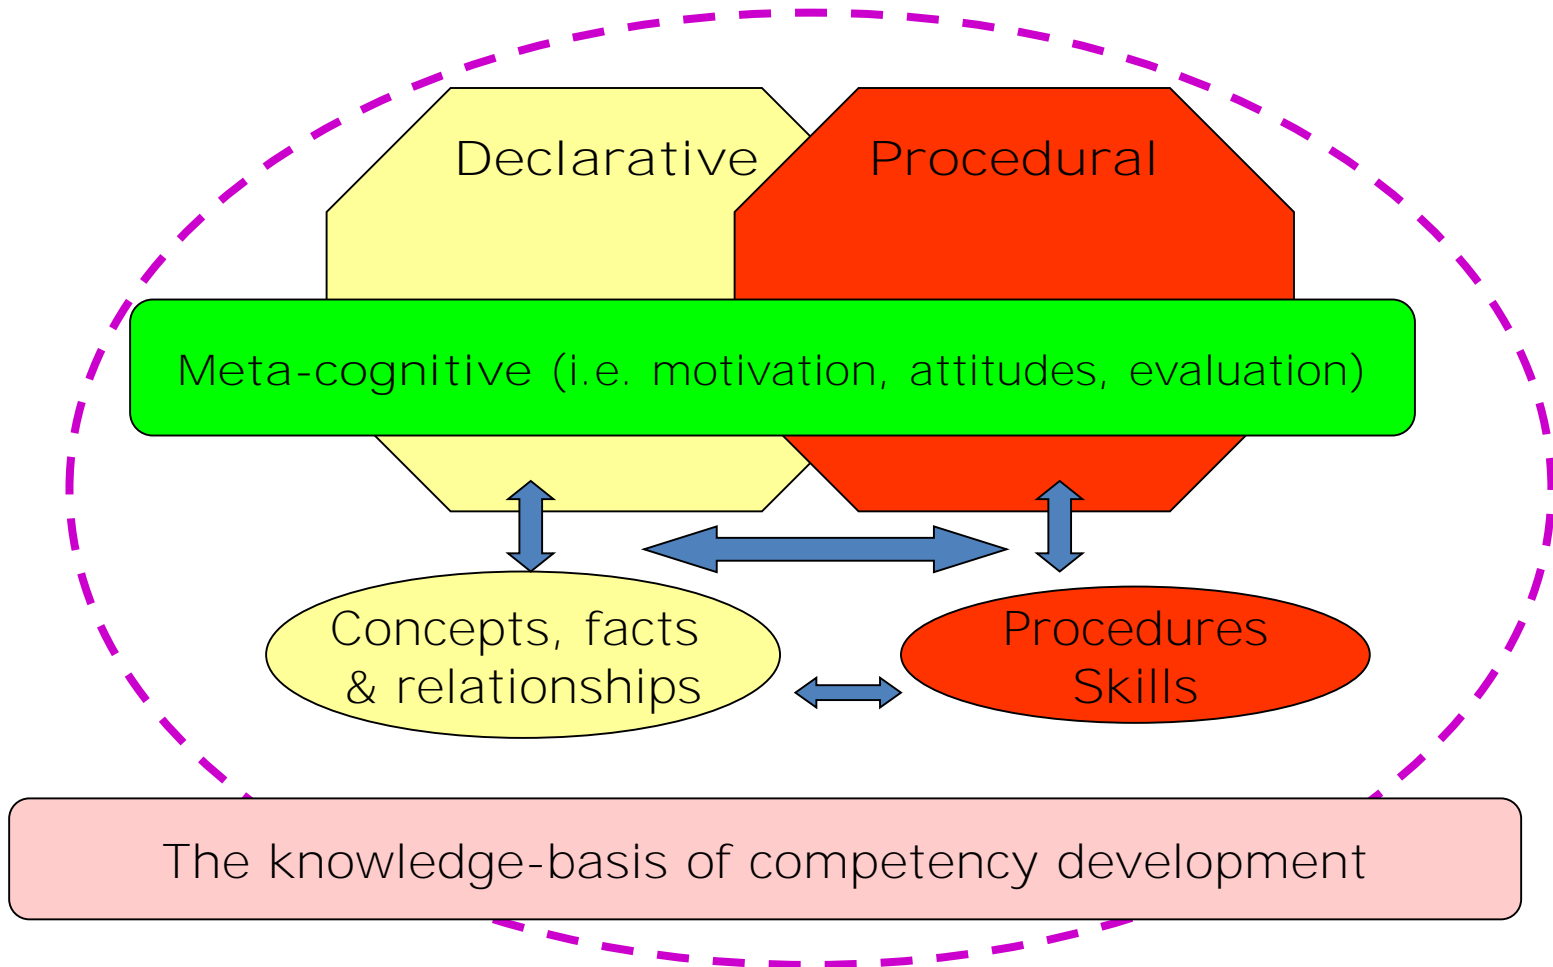 Declarative
Procedural
Meta-cognitive (i.e. motivation, attitudes, evaluation)
Concepts, facts
& relationships
Procedures
Skills
The knowledge-basis of competency development